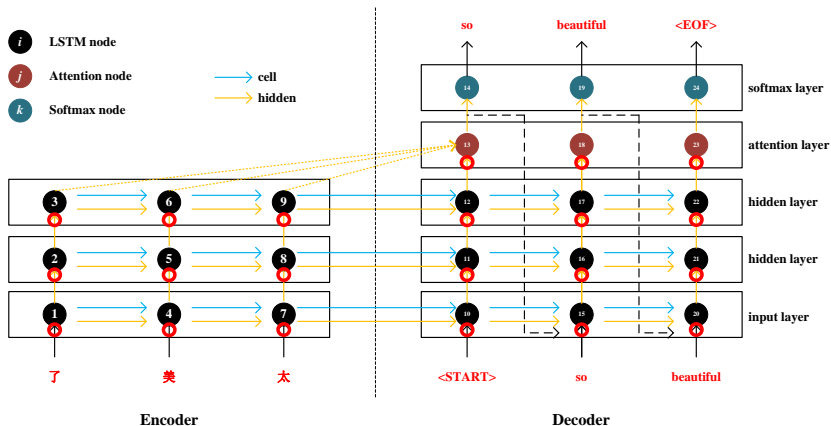 so beautiful <EOF>
i LSTM node
j Attention node
k Softmax node
cell
hidden
14 19 24 softmax layer
13 18 23 attention layer
3 6 9 12 17 22 hidden layer
2 5 8 11 16 21 hidden layer
1 4 7 10 15 20 input layer
了 美 太 <START> so beautiful
Encoder Decoder